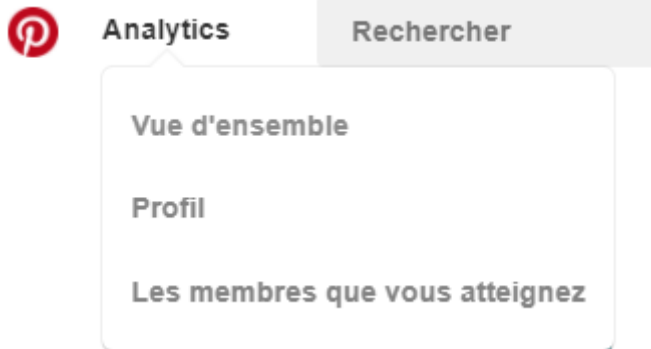 Analytics Rechercher
Vue d'ensemble
Profil
Les membres que vous atteignez